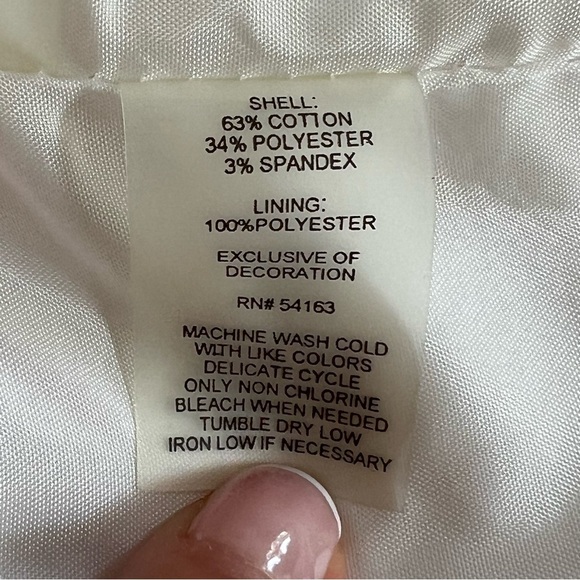 SHELL:
63% COTTON
34% POLYESTER
3% SPANDEX
LINING:
100%POLYESTER
EXCLUSIVE OF
DECORATION
RN# 54163
MACHINE WASH COLD
WITH LIKE COLORS
DELICATE CYCLE
ONLY NON CHLORINE
BLEACH WHEN NEEDED
TUMBLE DRY LOW
IRON LOW IF NECESSARY